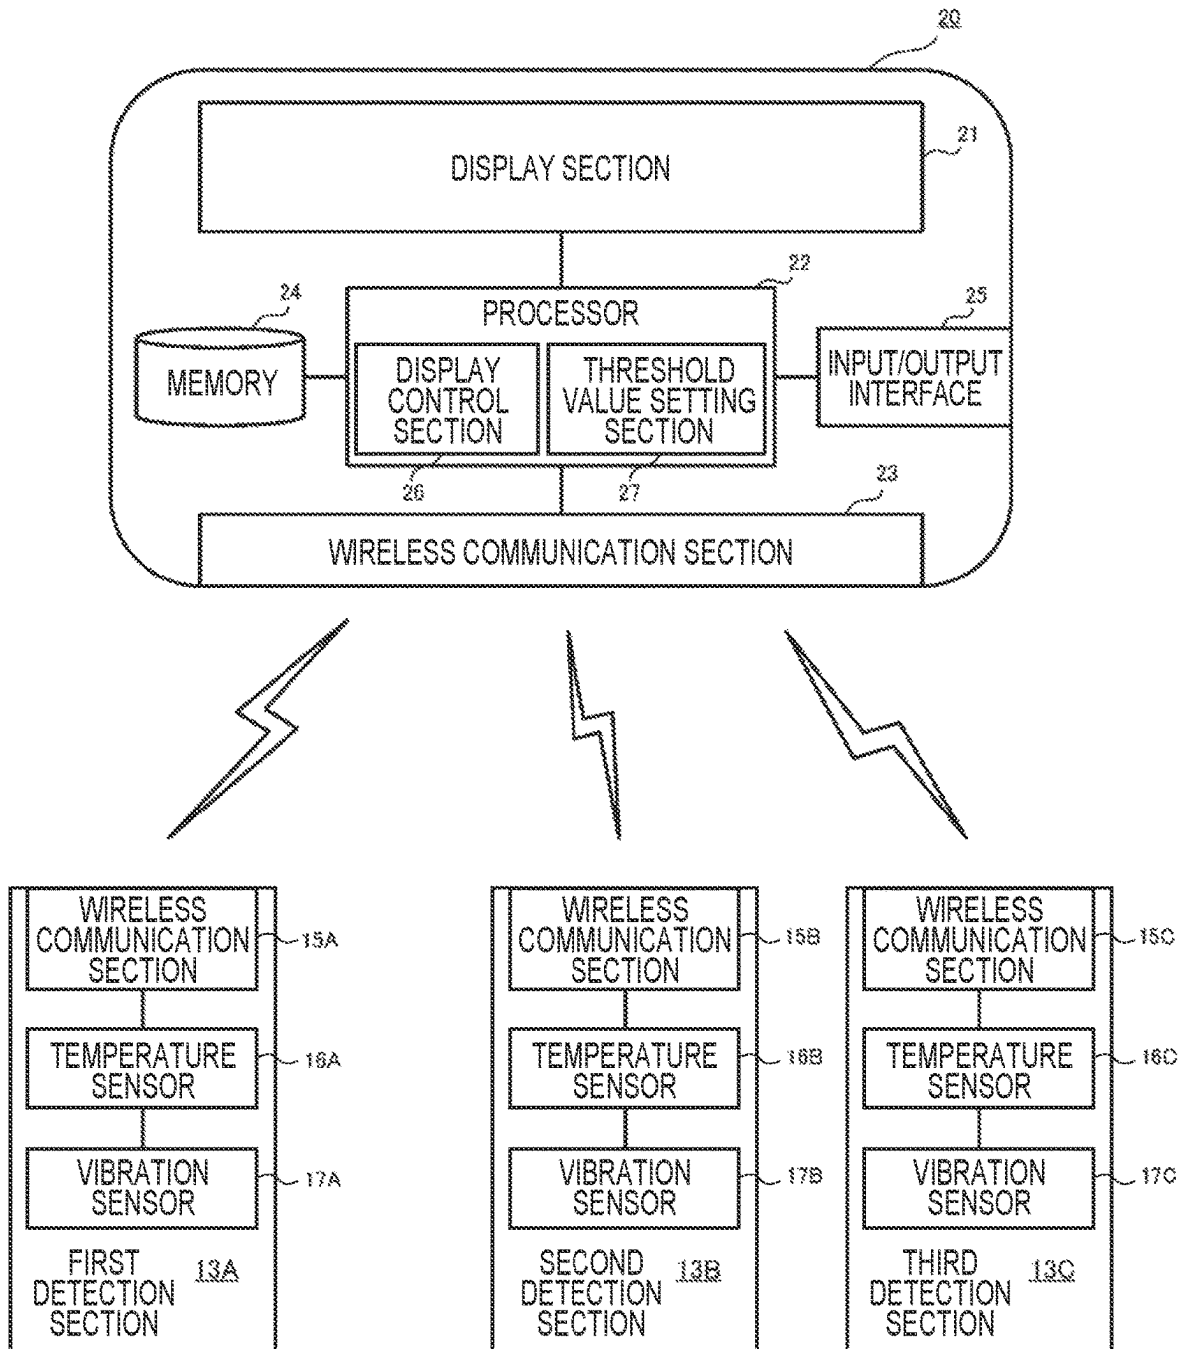 20
DISPLAY SECTION
21
22
PROCESSOR
24
MEMORY
DISPLAY
CONTROL
SECTION
26
THRESHOLD
VALUE SETTING
SECTION
27
25
INPUT/OUTPUT
INTERFACE
23
WIRELESS COMMUNICATION SECTION
WIRELESS
COMMUNICATION
SECTION
15A
TEMPERATURE
SENSOR
16A
VIBRATION
SENSOR
17A
FIRST
DETECTION
SECTION
13A
WIRELESS
COMMUNICATION
SECTION
15B
TEMPERATURE
SENSOR
16B
VIBRATION
SENSOR
17B
SECOND
DETECTION
SECTION
13B
WIRELESS
COMMUNICATION
SECTION
15C
TEMPERATURE
SENSOR
16C
VIBRATION
SENSOR
17C
THIRD
DETECTION
SECTION
13C